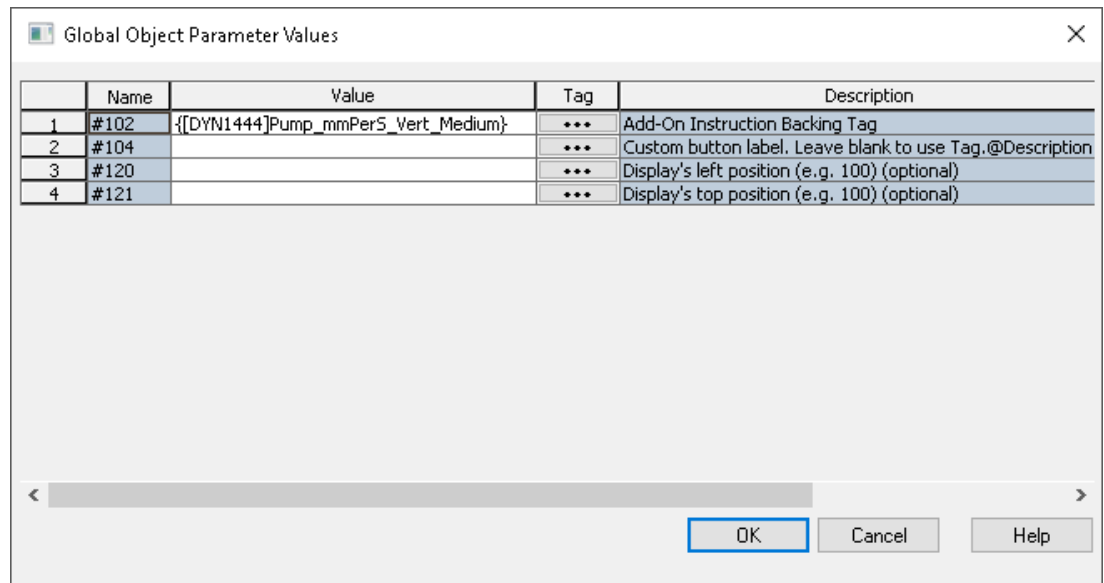 Global Object Parameter Values
Name Value Tag Description
1 #102 {[DYN1444]Pump_mmPerS_Vert_Medium} ••• Add-On Instruction Backing Tag
2 #104 ••• Custom button label. Leave blank to use Tag.@Description
3 #120 ••• Display's left position (e.g. 100) (optional)
4 #121 ••• Display's top position (e.g. 100) (optional)
OK Cancel Help